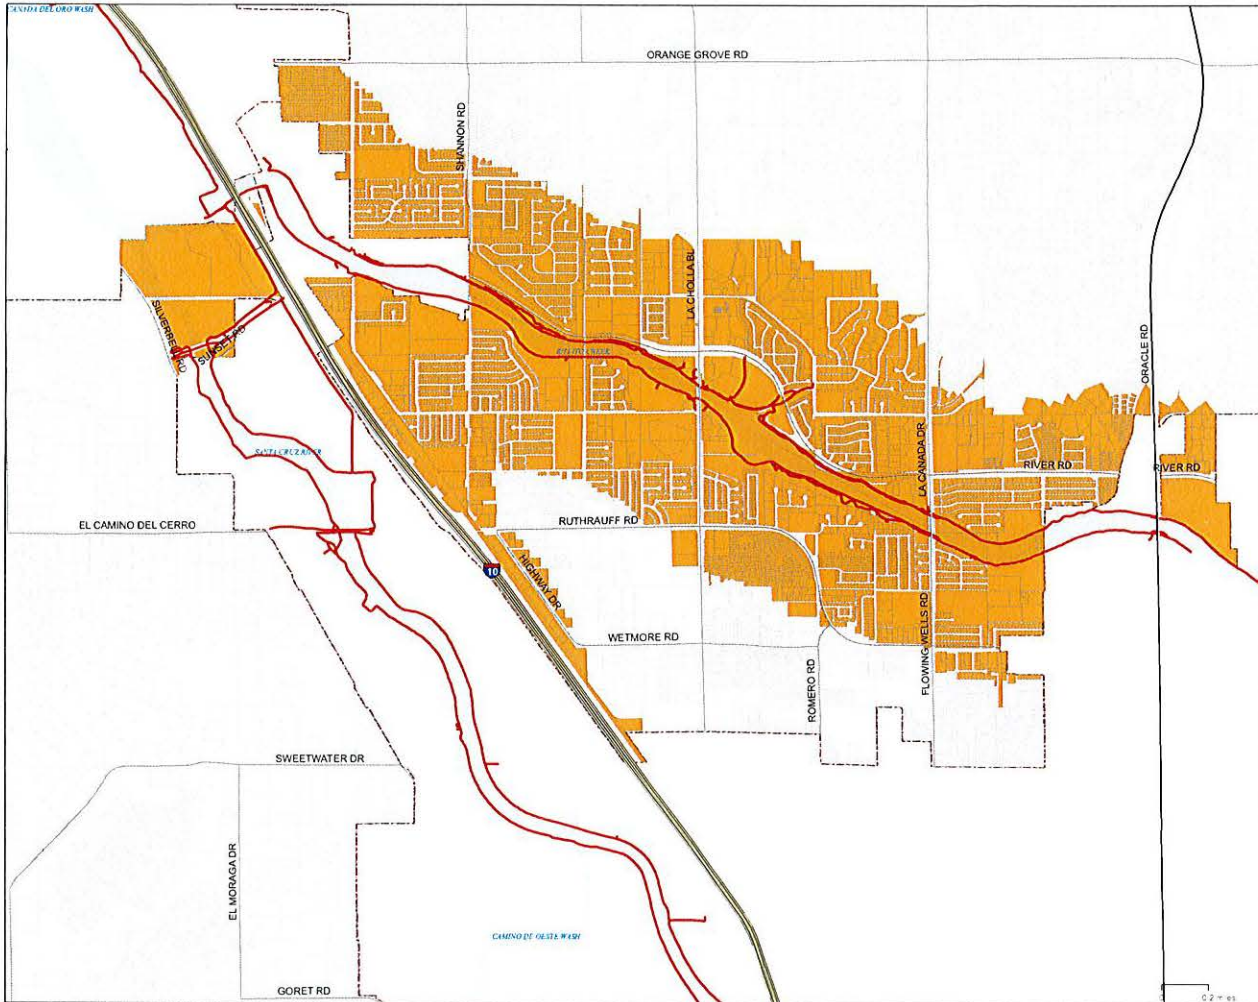 CANADA DEL ORO WASH
ORANGE GROVE RD
SHANNON RD
LA CHOLLA BL
SILVERBELL RD
SUNSET RD
RILLITO CREEK
ORACLE RD
SANTA CRUZ RIVER
LA CANADA DR
RIVER RD
RIVER RD
EL CAMINO DEL CERRO
RUTHRAUFF RD
10
HIGHWAY DR
FLOWING WELLS RD
WETMORE RD
ROMERO RD
SWEETWATER DR
EL MORAGA DR
CAMINO DE OESTE WASH
GORET RD
0.2